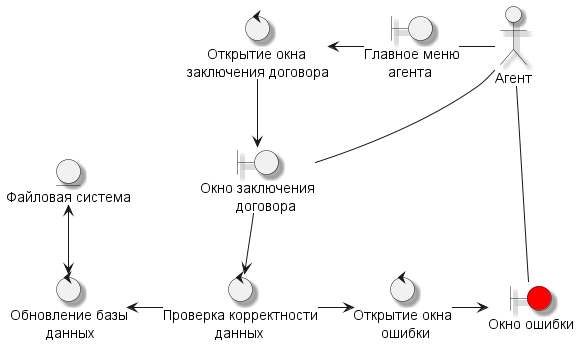 Открытие окна
заключения договора
Главное меню
агента
Агент
Файловая система
Окно заключения
договора
Обновление базы
данных
Проверка корректности
данных
Открытие окна
ошибки
Окно ошибки